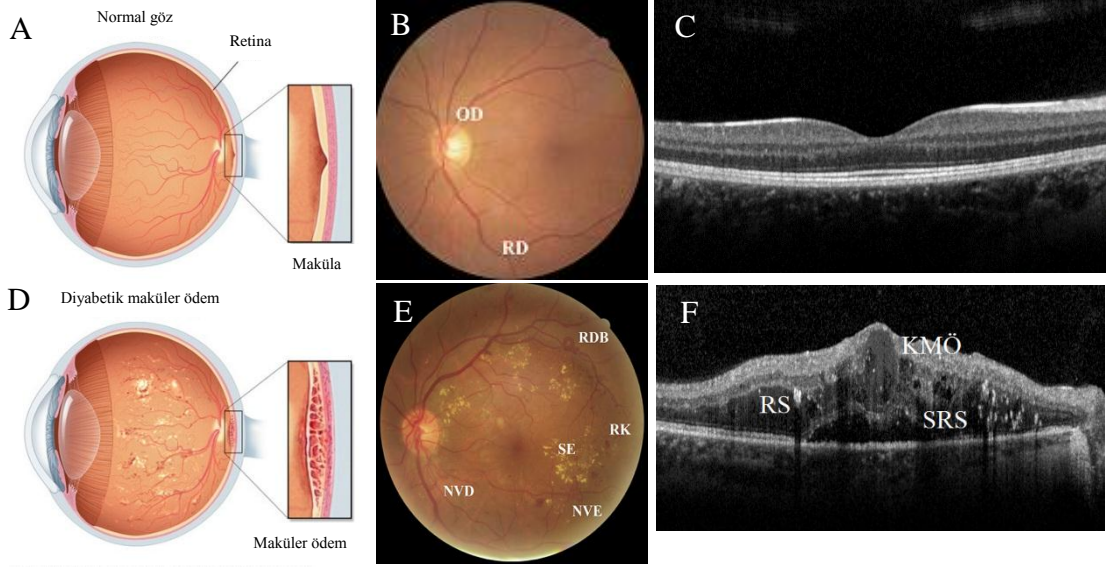 A
Normal göz
Retina
Maküla
B
OD
RD
C
D
Diyabetik maküler ödem
Maküler ödem
E
RDB
RK
SE
NVD
NVE
F
KMÖ
RS
SRS